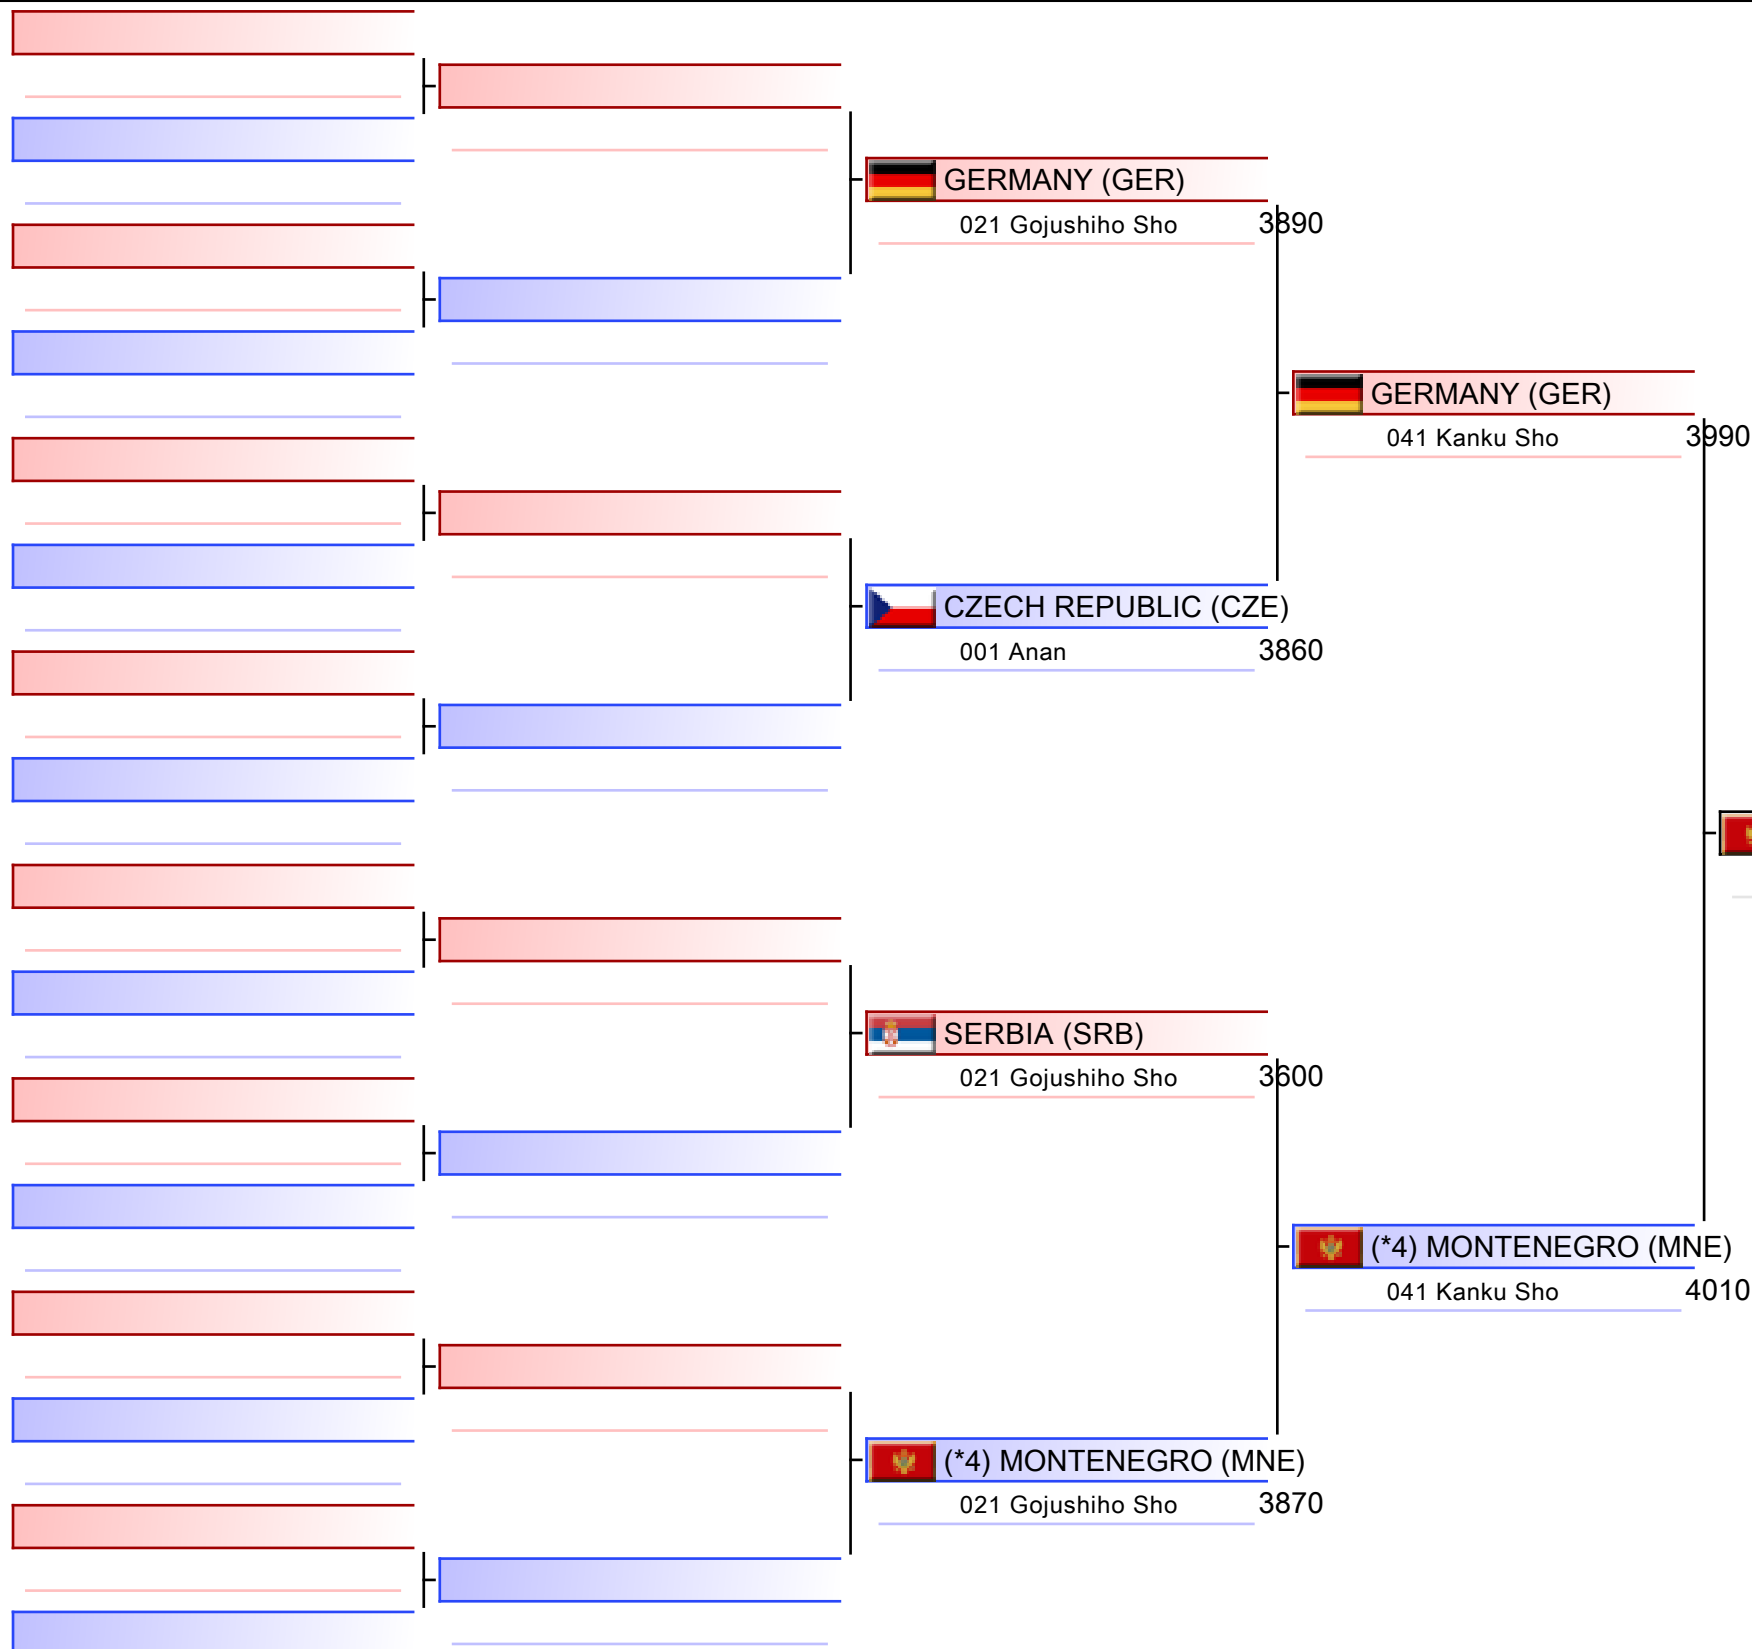 GERMANY (GER)
021 Gojushiho Sho 3890
GERMANY (GER)
041 Kanku Sho 3990
CZECH REPUBLIC (CZE)
001 Anan 3860
SERBIA (SRB)
021 Gojushiho Sho 3600
(*4) MONTENEGRO (MNE)
041 Kanku Sho 4010
(*4) MONTENEGRO (MNE)
021 Gojushiho Sho 3870